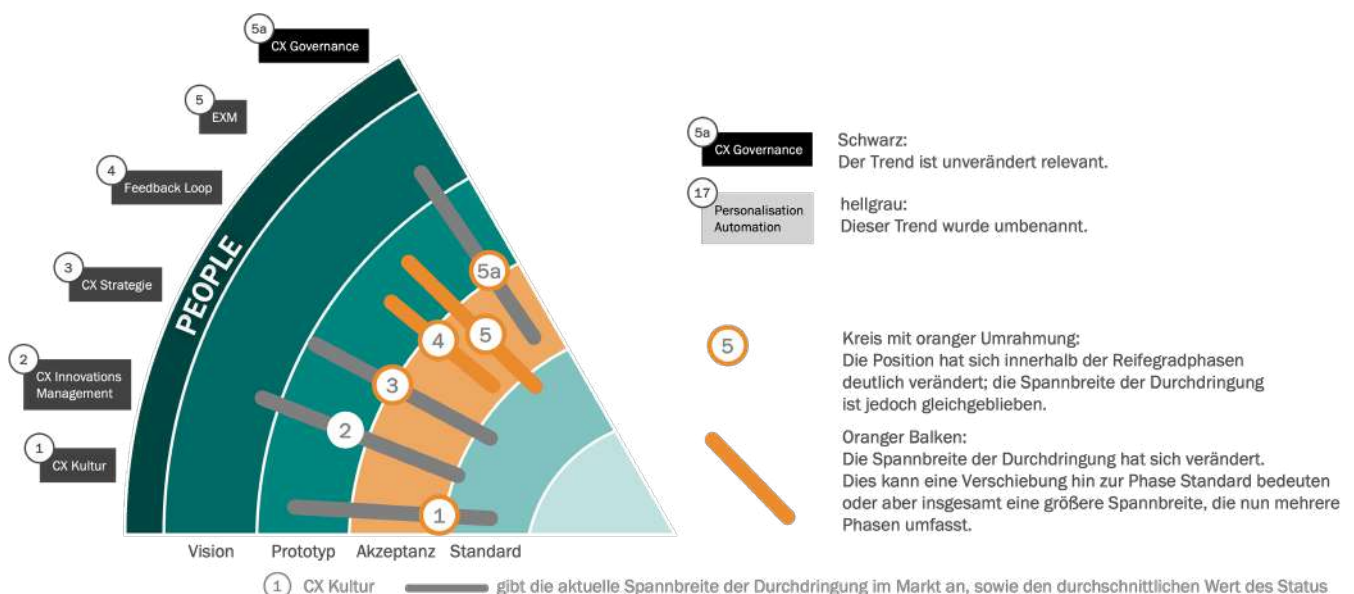 5a
CX Governance
5
EXM
4
Feedback Loop
3
CX Strategie
2
CX Innovations
Management
1
CX Kultur
PEOPLE
5a
5
4
3
2
1
Vision Prototyp Akzeptanz Standard
5a
CX Governance
Schwarz:
Der Trend ist unverändert relevant.
17
Personalisation
Automation
hellgrau:
Dieser Trend wurde umbenannt.
5
Kreis mit oranger Umrahmung:
Die Position hat sich innerhalb der Reifegradphasen
deutlich verändert; die Spannbreite der Durchdringung
ist jedoch gleichgeblieben.
Oranger Balken:
Die Spannbreite der Durchdringung hat sich verändert.
Dies kann eine Verschiebung hin zur Phase Standard bedeuten
oder aber insgesamt eine größere Spannbreite, die nun mehrere
Phasen umfasst.
1 CX Kultur gibt die aktuelle Spannbreite der Durchdringung im Markt an, sowie den durchschnittlichen Wert des Status